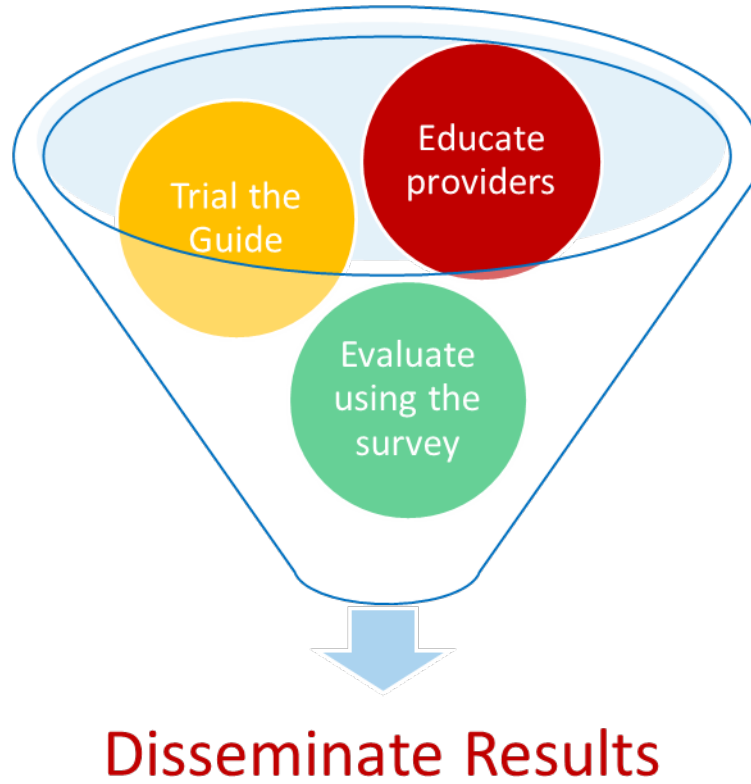 Educate
providers
Trial the
Guide
Evaluate
using the
survey
Disseminate Results